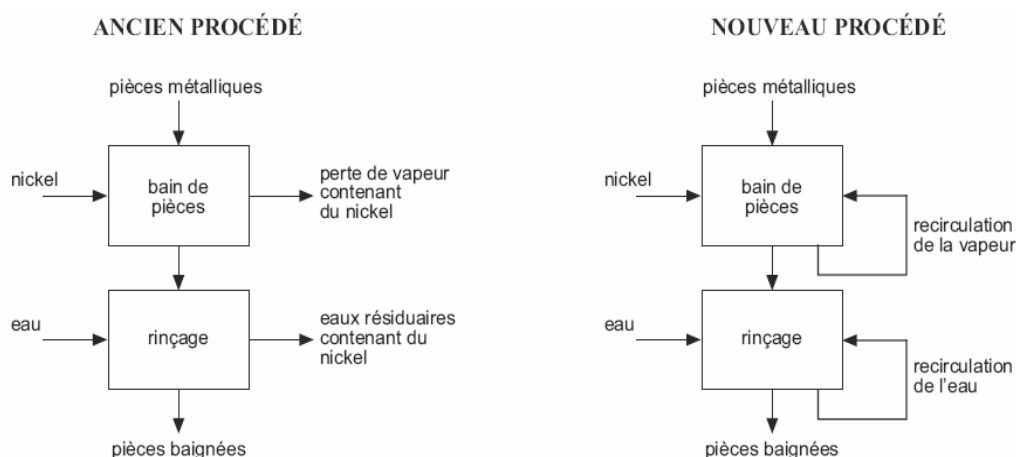 ANCIEN PROCÉDÉ
pièces métalliques
nickel
bain de
pièces
perte de vapeur
contenant
du nickel
eau
rinçage
eaux résiduaires
contenant du
nickel
pièces baignées
NOUVEAU PROCÉDÉ
pièces métalliques
nickel
bain de
pièces
recirculation
de la vapeur
eau
rinçage
recirculation
de l'eau
pièces baignées